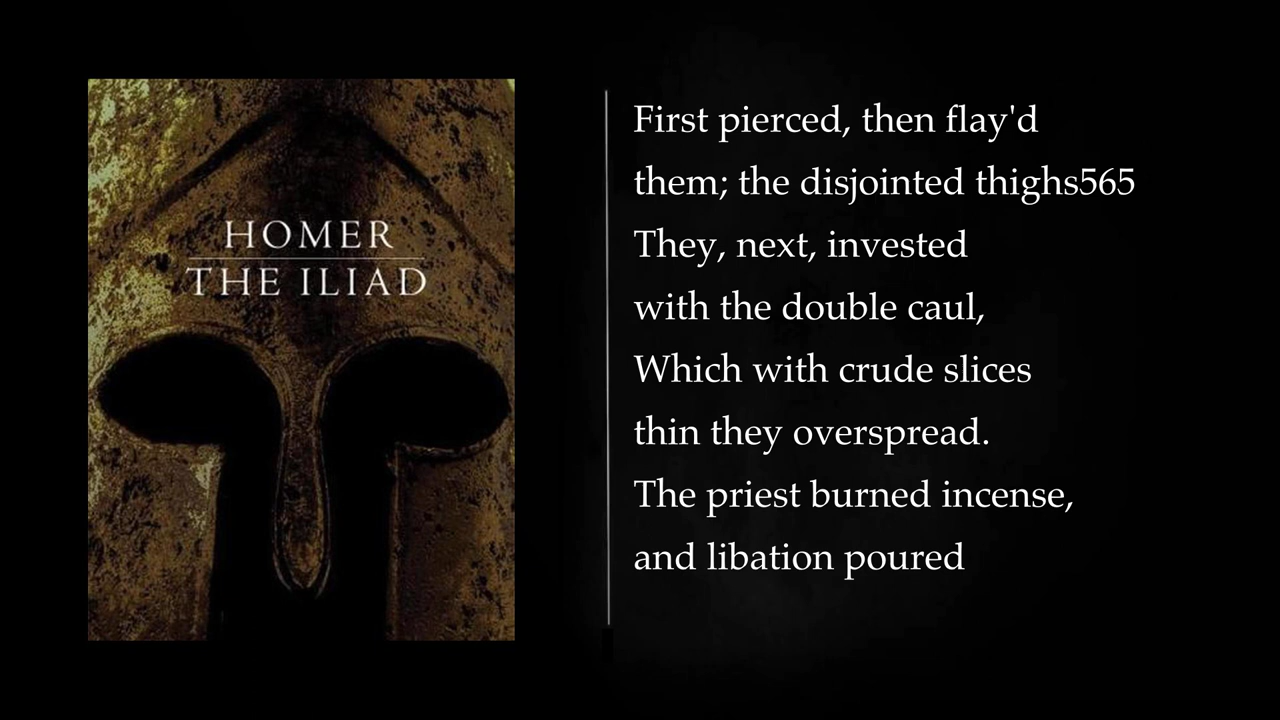 HOMER
THE ILIAD
First pierced, then flay'd
them; the disjointed thighs565
They, next, invested
with the double caul,
Which with crude slices
thin they overspread.
The priest burned incense,
and libation poured